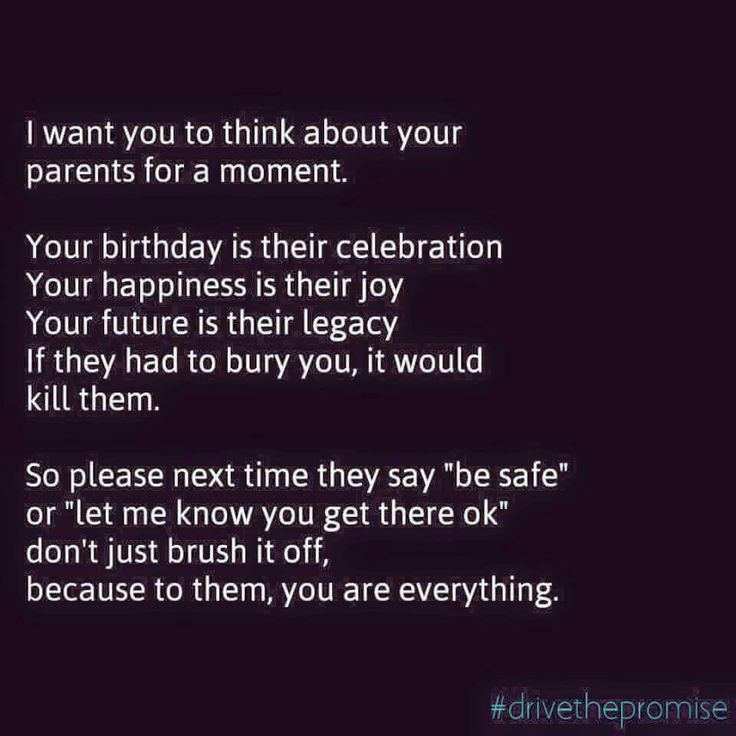 I want you to think about your
parents for a moment.
Your birthday is their celebration
Your happiness is their joy
Your future is their legacy
If they had to bury you, it would
kill them.
So please next time they say "be safe"
or "let me know you get there ok"
don't just brush it off,
because to them, you are everything.
#drivethepromise